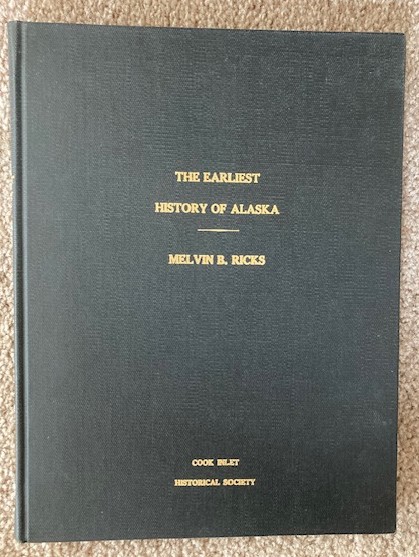 THE EARLIEST
HISTORY OF ALASKA
MELVIN B. RICKS
COOK INLET
HISTORICAL SOCIETY